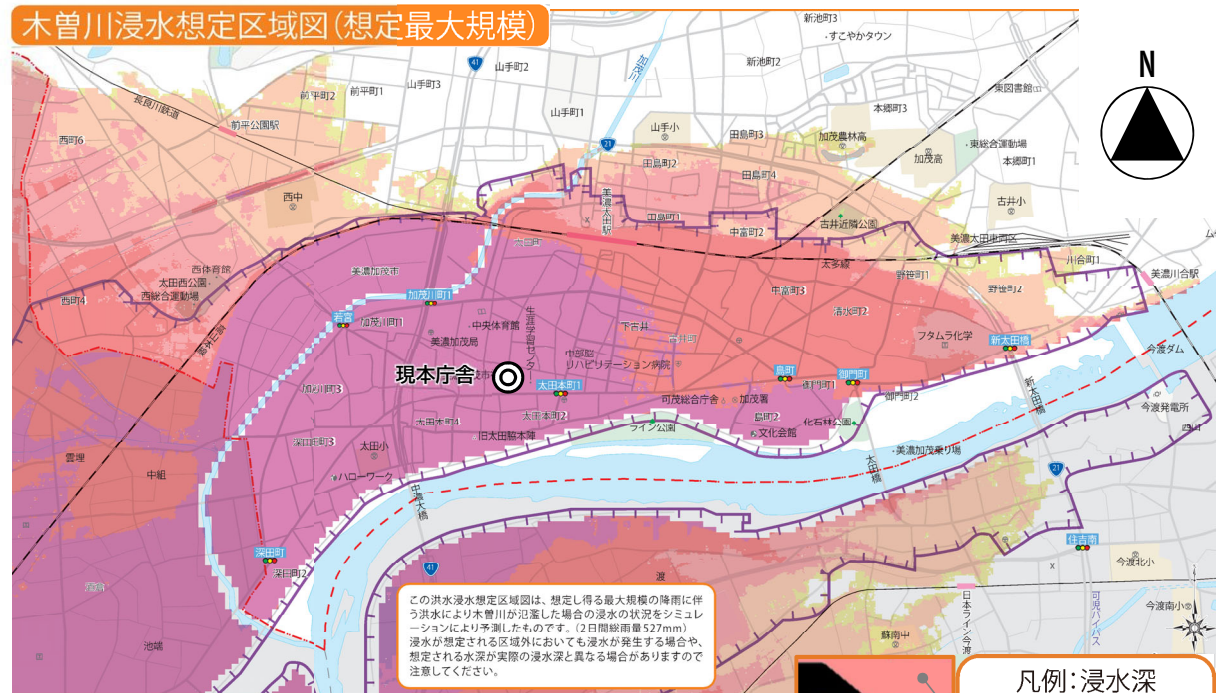 木曽川浸水想定区域図(想定最大規模)
新池町3
すこやかタウン
41
山手町2
加茂川
新池町2
N
山手町3
前平町2
前平町1
東図書館
長良川鉄道
山手町1
本郷町3
前平公園駅
山手小
21
田島町3
加茂農林高
東総合運動場
西町6
加茂高
本郷町1
田島町2
田島町4
西中
美濃太田駅
古井小
田島町1
古井近隣公園
中富町2
美濃太田車両区
西体育館
美濃加茂市
太多線
川合町1
太田西公園
野笹町1
美濃川合駅
西町4
西総合運動場
加茂川町1
中富町3
野笹町2
若宮
加茂川町1
中央体育館
生涯学習センター
下古井
清水町2
美濃加茂局
古井町
フタムラ化学
新太田橋
中部脳
リハビリテーション病院
今渡ダム
現本庁舎
太田本町1
島町
御門町
加茂川町3
御門町1
新太田橋
可茂総合庁舎
加茂署
御門町2
今渡発電所
太田本町4
太田本町2
島町2
化石林公園
深田町3
旧太田脇本陣
ライン公園
文化会館
太田小
雲埋
美濃加茂乗り場
中組
ハローワーク
太田橋
21
中濃大橋
住吉南
深田町
今渡北小
深田町2
41
渡
この洪水浸水想定区域図は、想定し得る最大規模の降雨に伴
う洪水により木曽川が氾濫した場合の浸水の状況をシミュレ
ーションにより予測したものです。(2日間総雨量527mm)
浸水が想定される区域外においても浸水が発生する場合や、
想定される水深が実際の浸水深と異なる場合がありますので
注意してください。
日本ライン今渡
可児バイパス
今渡南小
蘇南中
池端
凡例:浸水深